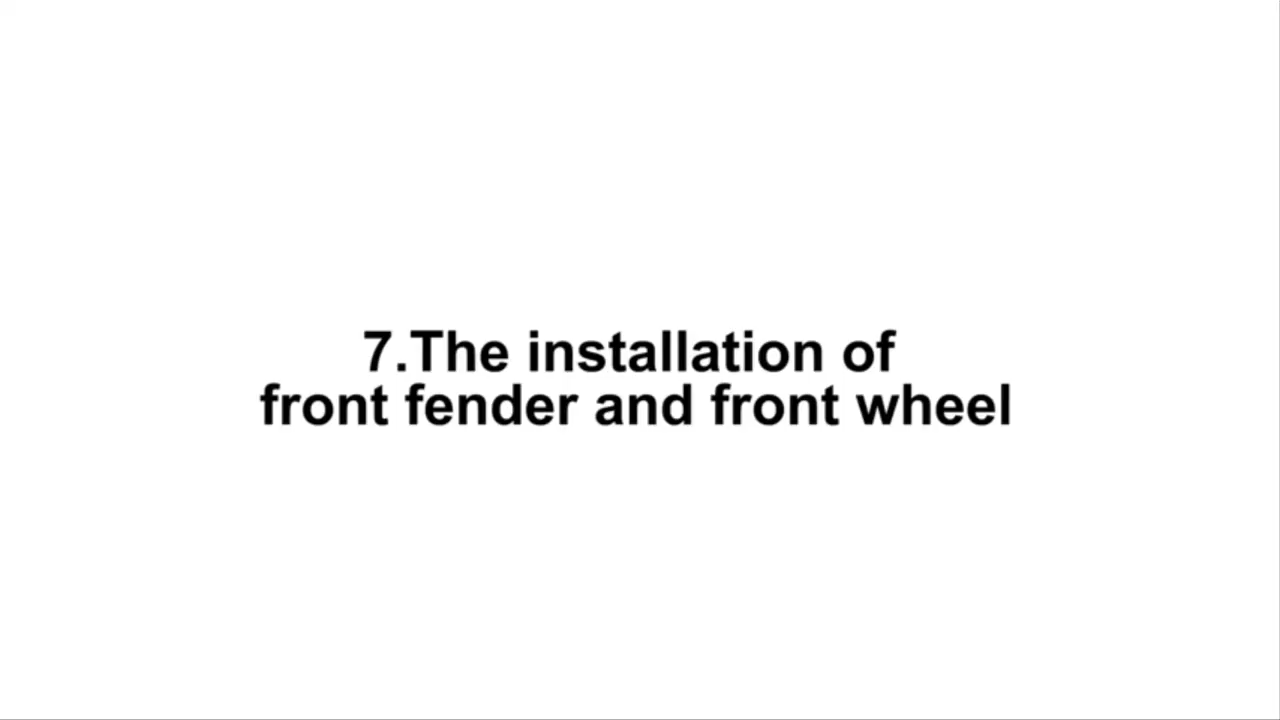 7.The installation of
front fender and front wheel